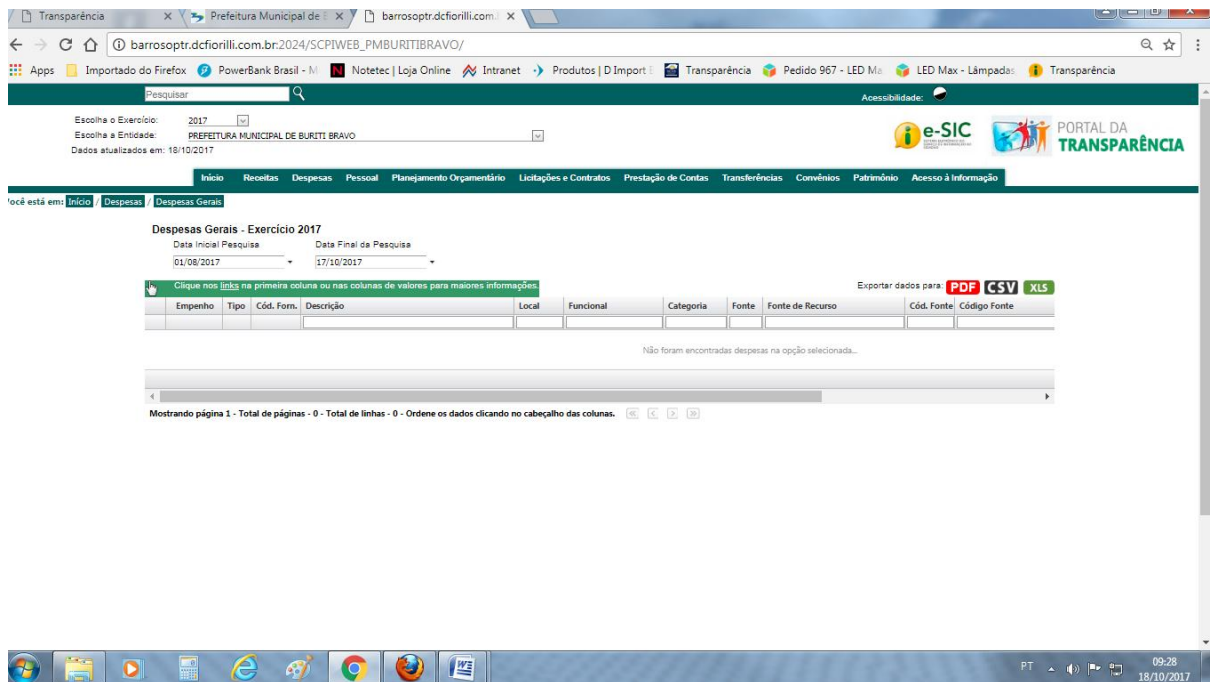 Transparência
Prefeitura Municipal de E
barrosoptr.dcfiorilli.com.
barrosoptr.dcfiorilli.com.br:2024/SCPIWEB_PMBURITIBRAVO/
Apps Importado do Firefox PowerBank Brasil - M Notetec | Loja Online Intranet Produtos | D Import E Transparência Pedido 967 - LED Ma LED Max - Lâmpadas Transparência
Pesquisar
Acessibilidade:
Escolha o Exercício: 2017
Escolha a Entidade: PREFEITURA MUNICIPAL DE BURITI BRAVO
Dados atualizados em: 18/10/2017
e-SIC
PORTAL DA
TRANSPARÊNCIA
Início Receitas Despesas Pessoal Planejamento Orçamentário Licitações e Contratos Prestação de Contas Transferências Convênios Patrimônio Acesso à Informação
ocê está em: Início / Despesas / Despesas Gerais
Despesas Gerais - Exercício 2017
Data Inicial Pesquisa Data Final da Pesquisa
01/08/2017 17/10/2017
Clique nos links na primeira coluna ou nas colunas de valores para maiores informações.
Exportar dados para: PDF CSV XLS
Empenho Tipo Cód. Forn. Descrição Local Funcional Categoria Fonte Fonte de Recurso Cód. Fonte Código Fonte
Não foram encontradas despesas na opção selecionada...
Mostrando página 1 - Total de páginas - 0 - Total de linhas - 0 - Ordene os dados clicando no cabeçalho das colunas.
PT
09:28
18/10/2017